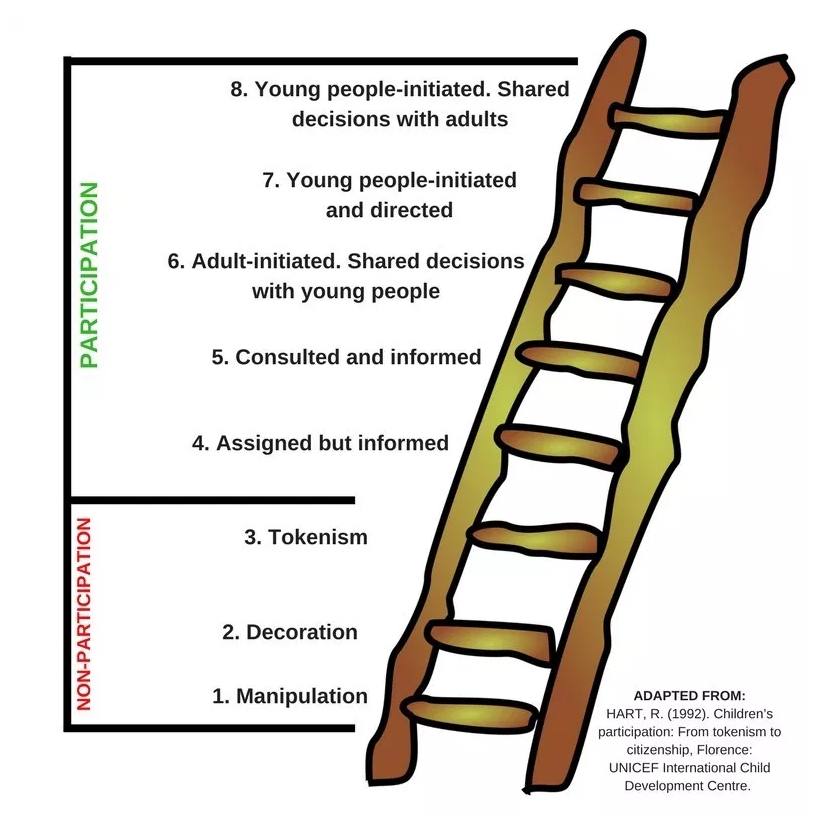 8. Young people-initiated. Shared
decisions with adults
7. Young people-initiated
and directed
6. Adult-initiated. Shared decisions
with young people
5. Consulted and informed
4. Assigned but informed
PARTICIPATION
3. Tokenism
2. Decoration
1. Manipulation
NON-PARTICIPATION
ADAPTED FROM:
HART, R. (1992). Children's
participation: From tokenism to
citizenship, Florence:
UNICEF International Child
Development Centre.